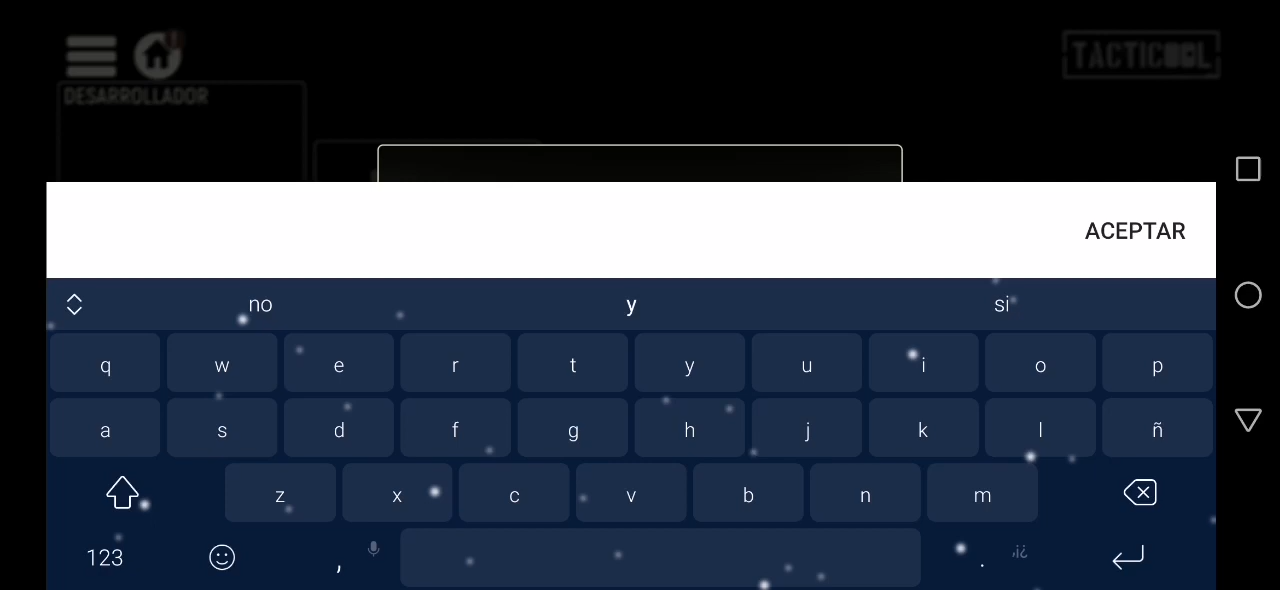 TACTICOOL
DESARROLLADOR
ACEPTAR
no y si
q w e r t y u i o p
a s d f g h j k l ñ
z x c v b n m
123 , . ,¡¿